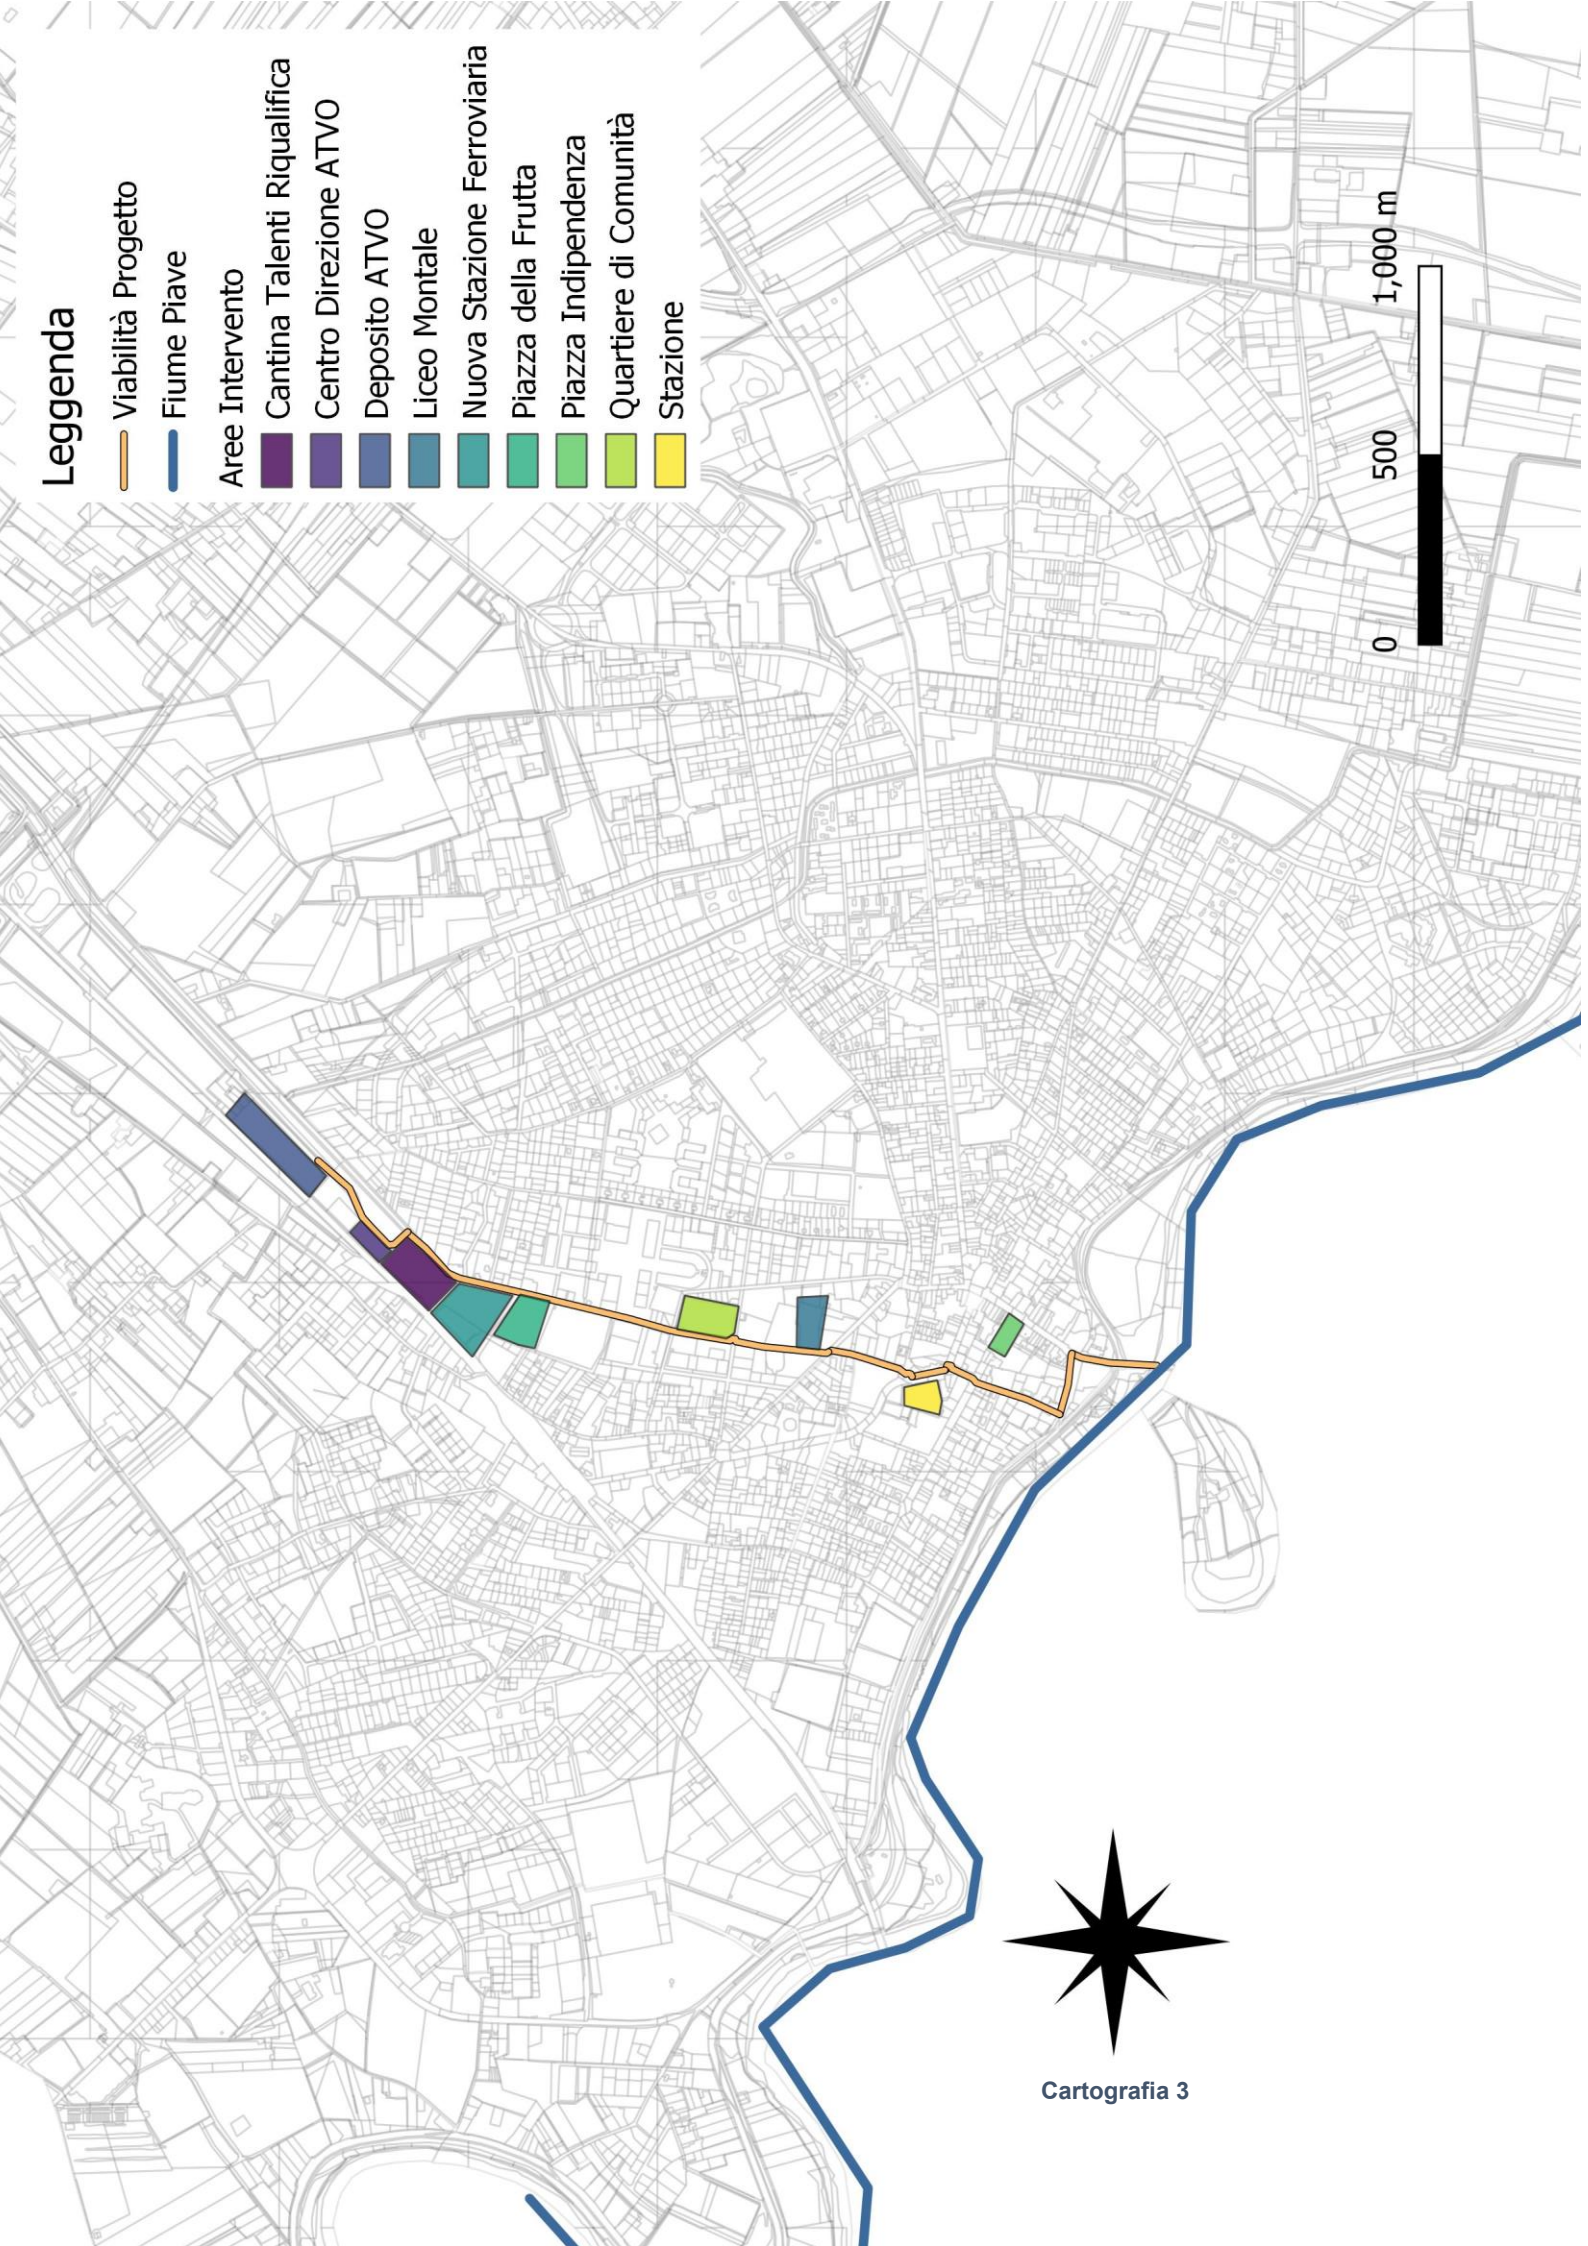 Leggenda
Viabilità Progetto
Fiume Piave
Aree Intervento
Cantina Talenti Riqualifica
Centro Direzione ATVO
Deposito ATVO
Liceo Montale
Nuova Stazione Ferroviaria
Piazza della Frutta
Piazza Indipendenza
Quartiere di Comunità
Stazione
0 500 1,000 m
Cartografia 3